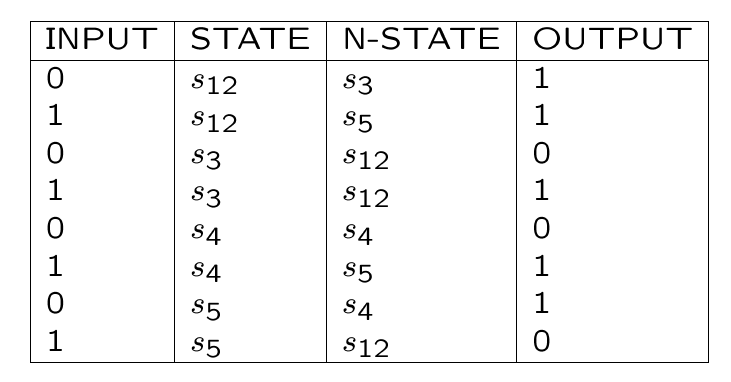 INPUT STATE N-STATE OUTPUT
0 s12 s3 1
1 s12 s5 1
0 s3 s12 0
1 s3 s12 1
0 s4 s4 0
1 s4 s5 1
0 s5 s4 1
1 s5 s12 0